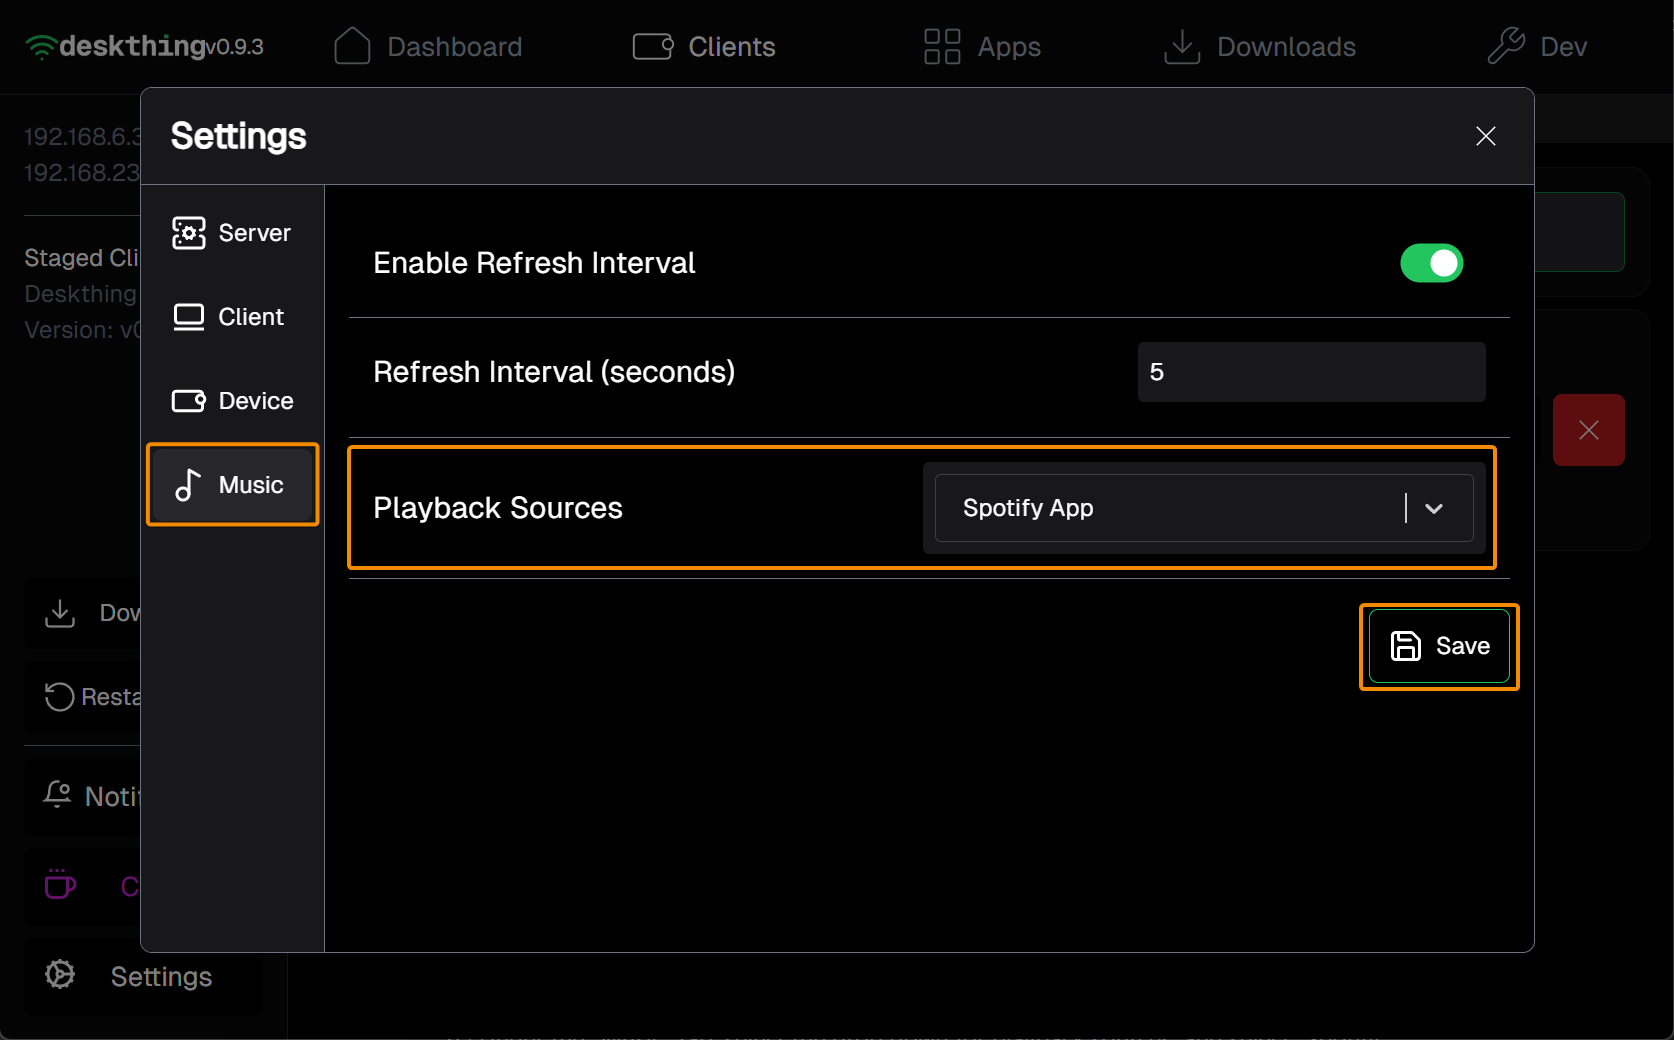 deskthing v0.9.3
Dashboard
Clients
Apps
Downloads
Dev
192.168.6.3
192.168.23
Staged Cli
Deskthing
Version: v0
Dow
Resta
Notif
C
Settings
Settings
Server
Client
Device
Music
Enable Refresh Interval
Refresh Interval (seconds)
5
Playback Sources
Spotify App
Save